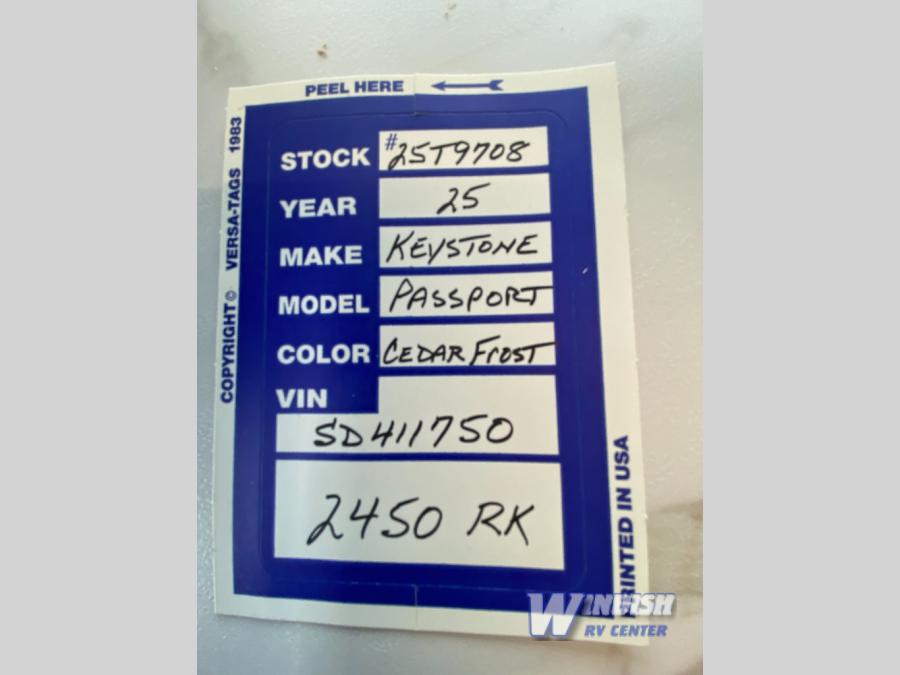 PEEL HERE
COPYRIGHT © VERSA-TAGS 1983
STOCK #25T9708
YEAR 25
MAKE KEYSTONE
MODEL PASSPORT
COLOR CEDAR FROST
VIN
SD411750
2450 RK
PRINTED IN USA
WINDISH
RV CENTER